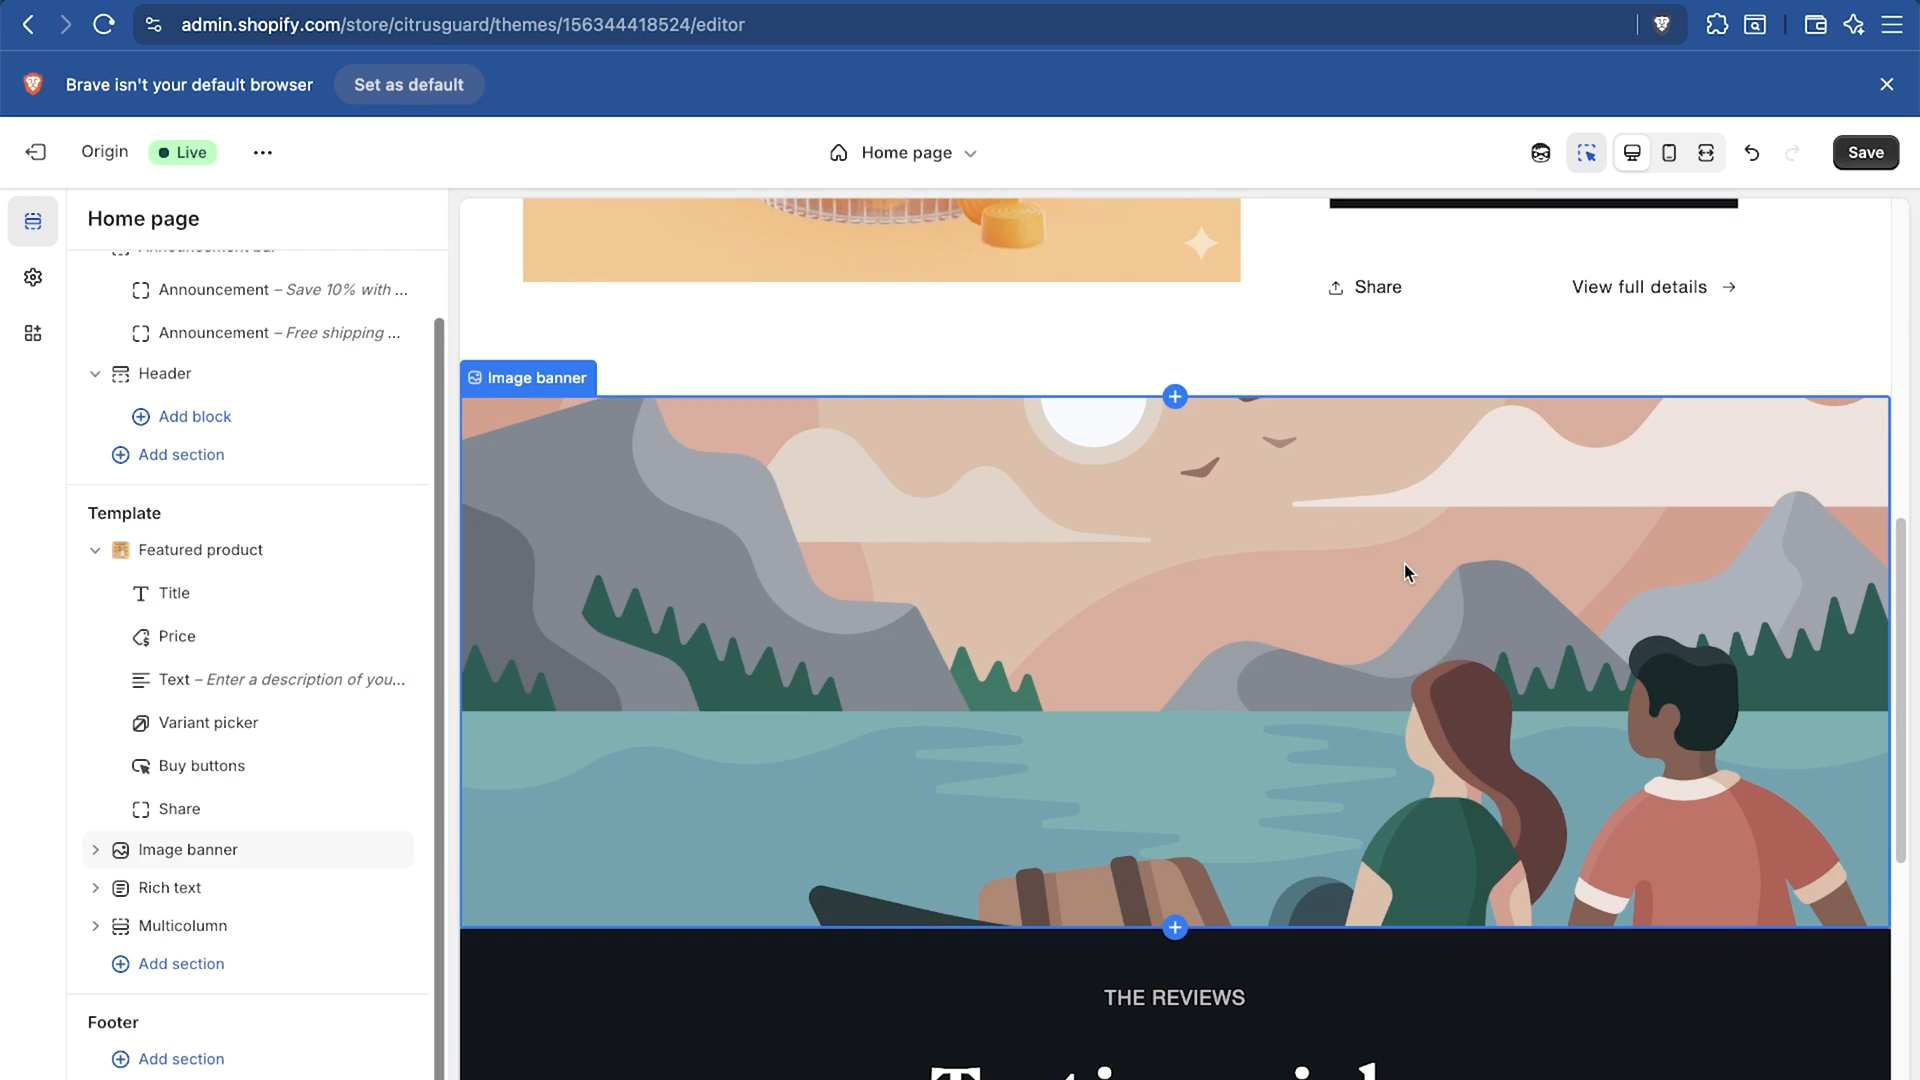 admin.shopify.com/store/citrusguard/themes/156344418524/editor
Brave isn't your default browser
Set as default
Origin
Live
Home page
Save
Home page
Announcement bar
Announcement – Save 10% with ...
Announcement – Free shipping ...
Header
Add block
Add section
Template
Featured product
Title
Price
Text – Enter a description of you...
Variant picker
Buy buttons
Share
Image banner
Rich text
Multicolumn
Add section
Footer
Add section
Share
View full details →
Image banner
THE REVIEWS